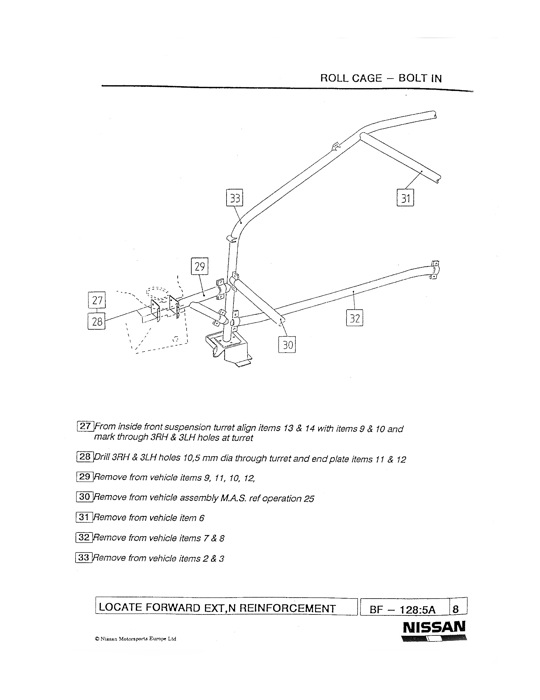 ROLL CAGE – BOLT IN
33
31
29
27
28
32
30
27 From inside front suspension turret align items 13 & 14 with items 9 & 10 and
mark through 3RH & 3LH holes at turret
28 Drill 3RH & 3LH holes 10,5 mm dia through turret and end plate items 11 & 12
29 Remove from vehicle items 9, 11, 10, 12,
30 Remove from vehicle assembly M.A.S. ref operation 25
31 Remove from vehicle item 6
32 Remove from vehicle items 7 & 8
33 Remove from vehicle items 2 & 3
LOCATE FORWARD EXT,N REINFORCEMENT BF – 128:5A 8
NISSAN
© Nissan Motorsports Europe Ltd